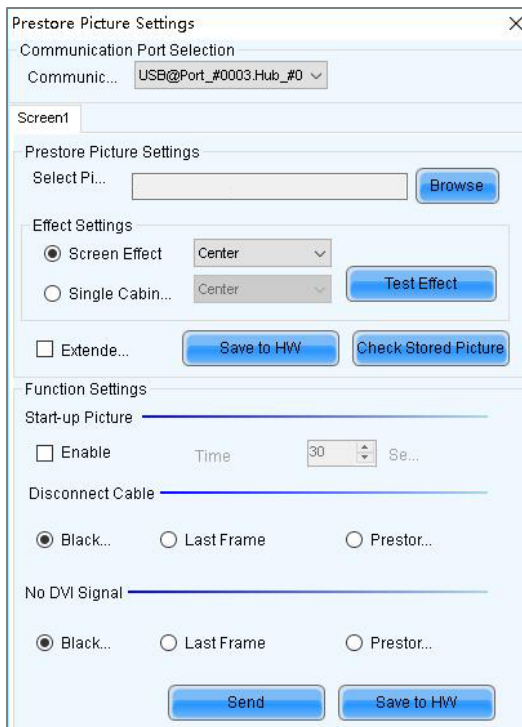 Prestore Picture Settings
Communication Port Selection
Communic... USB@Port_#0003.Hub_#0
Screen1
Prestore Picture Settings
Select Pi... Browse
Effect Settings
Screen Effect Center
Single Cabin... Center Test Effect
Extende... Save to HW Check Stored Picture
Function Settings
Start-up Picture
Enable Time 30 Se...
Disconnect Cable
Black... Last Frame Prestor...
No DVI Signal
Black... Last Frame Prestor...
Send Save to HW